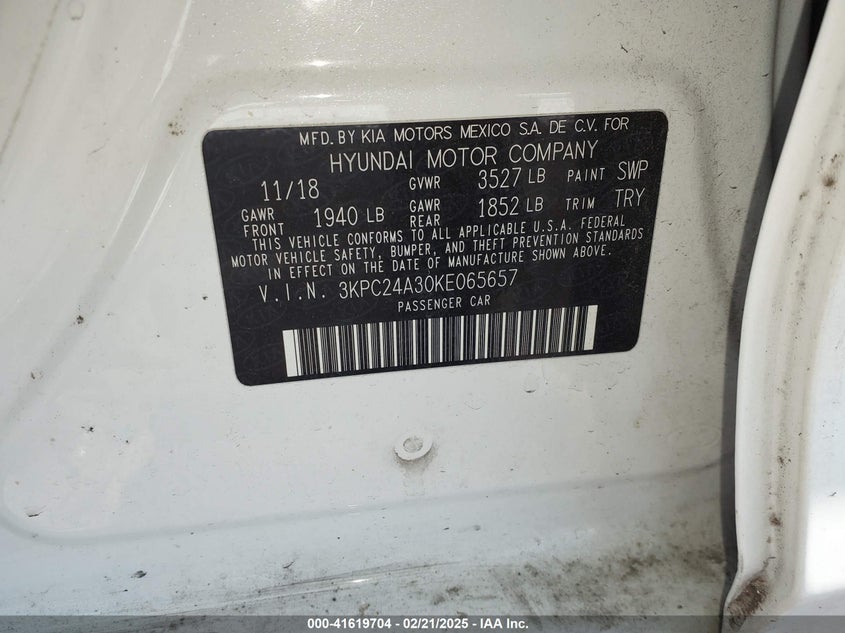 MFD. BY KIA MOTORS MEXICO S.A. DE C.V. FOR
HYUNDAI MOTOR COMPANY
11/18 GVWR 3527 LB PAINT SWP
GAWR FRONT 1940 LB GAWR REAR 1852 LB TRIM TRY
THIS VEHICLE CONFORMS TO ALL APPLICABLE U.S.A. FEDERAL
MOTOR VEHICLE SAFETY, BUMPER, AND THEFT PREVENTION STANDARDS
IN EFFECT ON THE DATE OF MANUFACTURE SHOWN ABOVE.
V.I.N. 3KPC24A30KE065657
PASSENGER CAR
000-41619704 - 02/21/2025 - IAA Inc.